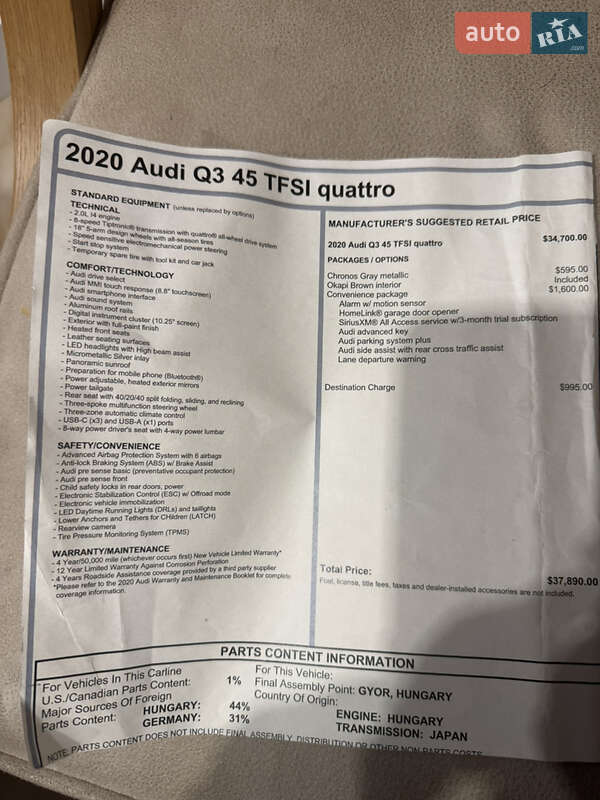 auto RIA .com
2020 Audi Q3 45 TFSI quattro
STANDARD EQUIPMENT (unless replaced by options)
TECHNICAL
- 2.0L I4 engine
- 8-speed Tiptronic® transmission with quattro® all-wheel drive system
- 18" 5-arm design wheels with all-season tires
- Speed sensitive electromechanical power steering
- Start stop system
- Temporary spare tire with tool kit and car jack
COMFORT/TECHNOLOGY
- Audi drive select
- Audi MMI touch response (8.8" touchscreen)
- Audi smartphone interface
- Audi sound system
- Aluminum roof rails
- Digital instrument cluster (10.25" screen)
- Exterior with full-paint finish
- Heated front seats
- Leather seating surfaces
- LED headlights with High beam assist
- Micrometallic Silver inlay
- Panoramic sunroof
- Preparation for mobile phone (Bluetooth®)
- Power adjustable, heated exterior mirrors
- Power tailgate
- Rear seat with 40/20/40 split folding, sliding, and reclining
- Three-spoke multifunction steering wheel
- Three-zone automatic climate control
- USB-C (x3) and USB-A (x1) ports
- 8-way power driver's seat with 4-way power lumbar
SAFETY/CONVENIENCE
- Advanced Airbag Protection System with 6 airbags
- Anti-lock Braking System (ABS) w/ Brake Assist
- Audi pre sense basic (preventative occupant protection)
- Audi pre sense front
- Child safety locks in rear doors, power
- Electronic Stabilization Control (ESC) w/ Offroad mode
- Electronic vehicle immobilization
- LED Daytime Running Lights (DRLs) and taillights
- Lower Anchors and Tethers for CHildren (LATCH)
- Rearview camera
- Tire Pressure Monitoring System (TPMS)
WARRANTY/MAINTENANCE
- 4 Year/50,000 mile (whichever occurs first) New Vehicle Limited Warranty*
- 12 Year Limited Warranty Against Corrosion Perforation
- 4 Years Roadside Assistance coverage provided by a third party supplier
*Please refer to the 2020 Audi Warranty and Maintenance Booklet for complete
coverage information.
MANUFACTURER'S SUGGESTED RETAIL PRICE
2020 Audi Q3 45 TFSI quattro $34,700.00
PACKAGES / OPTIONS
Chronos Gray metallic $595.00
Okapi Brown interior Included
Convenience package $1,600.00
Alarm w/ motion sensor
HomeLink® garage door opener
SiriusXM® All Access service w/3-month trial subscription
Audi advanced key
Audi parking system plus
Audi side assist with rear cross traffic assist
Lane departure warning
Destination Charge $995.00
Total Price: $37,890.00
Fuel, license, title fees, taxes and dealer-installed accessories are not included.
PARTS CONTENT INFORMATION
For Vehicles In This Carline
U.S./Canadian Parts Content: 1%
Major Sources Of Foreign
Parts Content: HUNGARY: 44%
GERMANY: 31%
For This Vehicle:
Final Assembly Point: GYOR, HUNGARY
Country Of Origin:
ENGINE: HUNGARY
TRANSMISSION: JAPAN
NOTE: PARTS CONTENT DOES NOT INCLUDE FINAL ASSEMBLY, DISTRIBUTION OR OTHER NON-PARTS COSTS